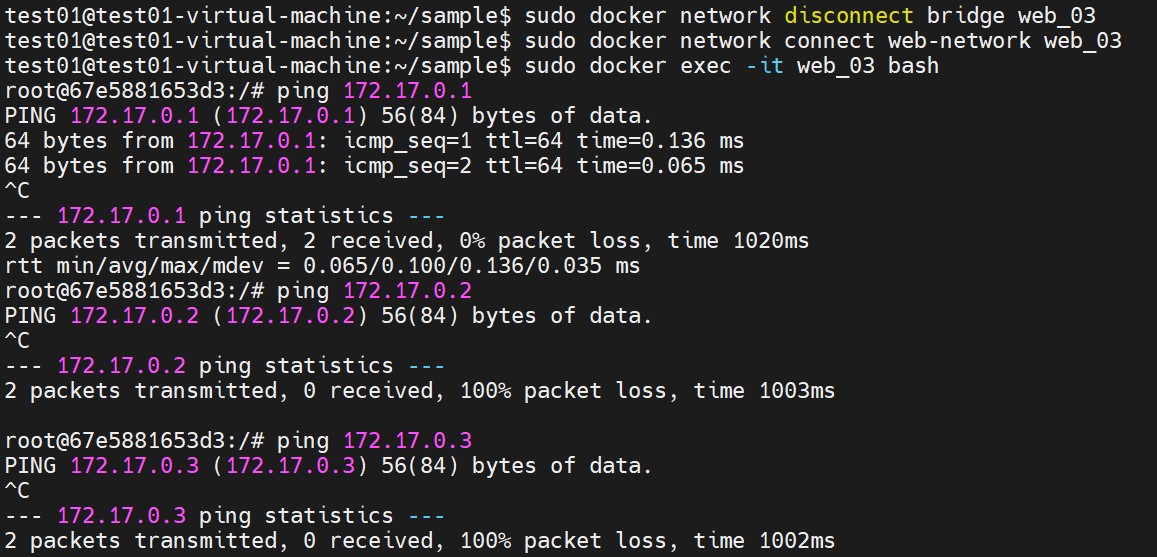 test01@test01-virtual-machine:~/sample$ sudo docker network disconnect bridge web_03
test01@test01-virtual-machine:~/sample$ sudo docker network connect web-network web_03
test01@test01-virtual-machine:~/sample$ sudo docker exec -it web_03 bash
root@67e5881653d3:/# ping 172.17.0.1
PING 172.17.0.1 (172.17.0.1) 56(84) bytes of data.
64 bytes from 172.17.0.1: icmp_seq=1 ttl=64 time=0.136 ms
64 bytes from 172.17.0.1: icmp_seq=2 ttl=64 time=0.065 ms
^C
--- 172.17.0.1 ping statistics ---
2 packets transmitted, 2 received, 0% packet loss, time 1020ms
rtt min/avg/max/mdev = 0.065/0.100/0.136/0.035 ms
root@67e5881653d3:/# ping 172.17.0.2
PING 172.17.0.2 (172.17.0.2) 56(84) bytes of data.
^C
--- 172.17.0.2 ping statistics ---
2 packets transmitted, 0 received, 100% packet loss, time 1003ms
root@67e5881653d3:/# ping 172.17.0.3
PING 172.17.0.3 (172.17.0.3) 56(84) bytes of data.
^C
--- 172.17.0.3 ping statistics ---
2 packets transmitted, 0 received, 100% packet loss, time 1002ms